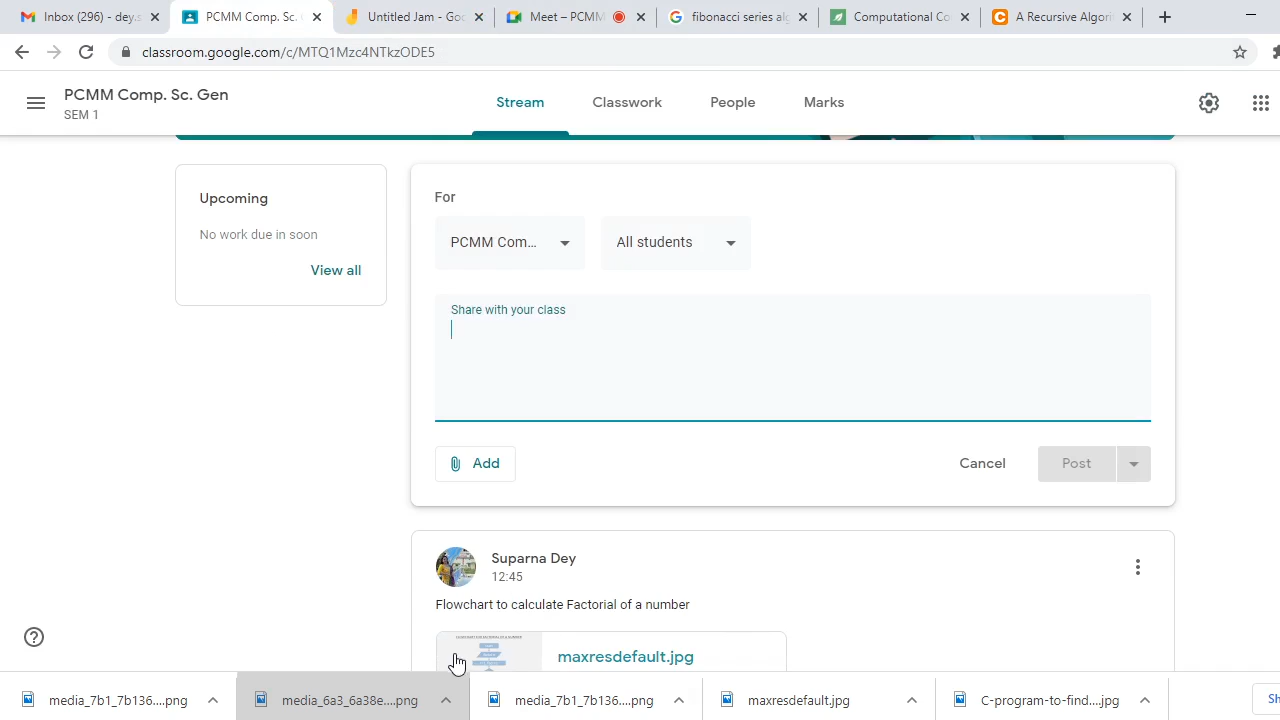 Inbox (296) - dey.s
PCMM Comp. Sc. G
Untitled Jam - Goo
Meet – PCMM
fibonacci series alg
Computational Co
A Recursive Algorit
classroom.google.com/c/MTQ1Mzc4NTkzODE5
PCMM Comp. Sc. Gen
SEM 1
Stream
Classwork
People
Marks
Upcoming
No work due in soon
View all
For
PCMM Com...
All students
Share with your class
Add
Cancel
Post
Suparna Dey
12:45
Flowchart to calculate Factorial of a number
maxresdefault.jpg
media_7b1_7b136....png
media_6a3_6a38e....png
media_7b1_7b136....png
maxresdefault.jpg
C-program-to-find....jpg
Sh